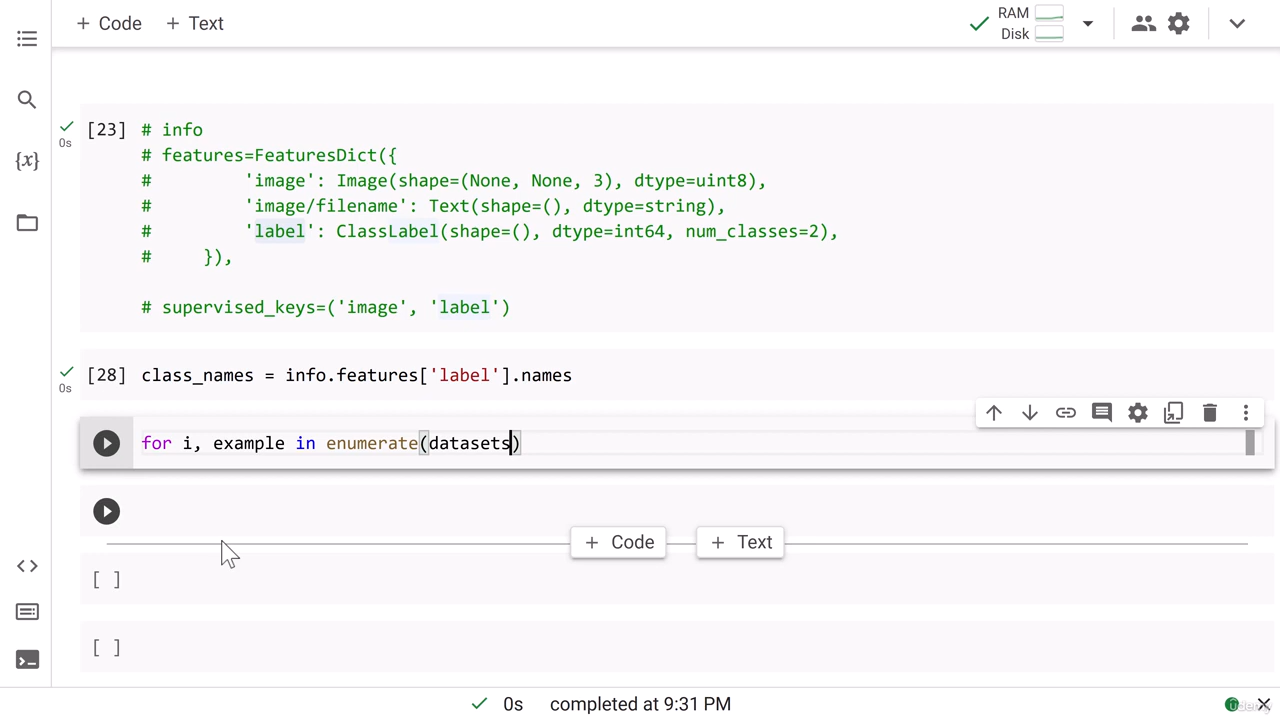 + Code + Text
RAM
Disk
{x}
0s
[23] # info
# features=FeaturesDict({
# 'image': Image(shape=(None, None, 3), dtype=uint8),
# 'image/filename': Text(shape=(), dtype=string),
# 'label': ClassLabel(shape=(), dtype=int64, num_classes=2),
# }),
# supervised_keys=('image', 'label')
0s
[28] class_names = info.features['label'].names
for i, example in enumerate(datasets)
+ Code + Text
[ ]
[ ]
0s completed at 9:31 PM
udemy